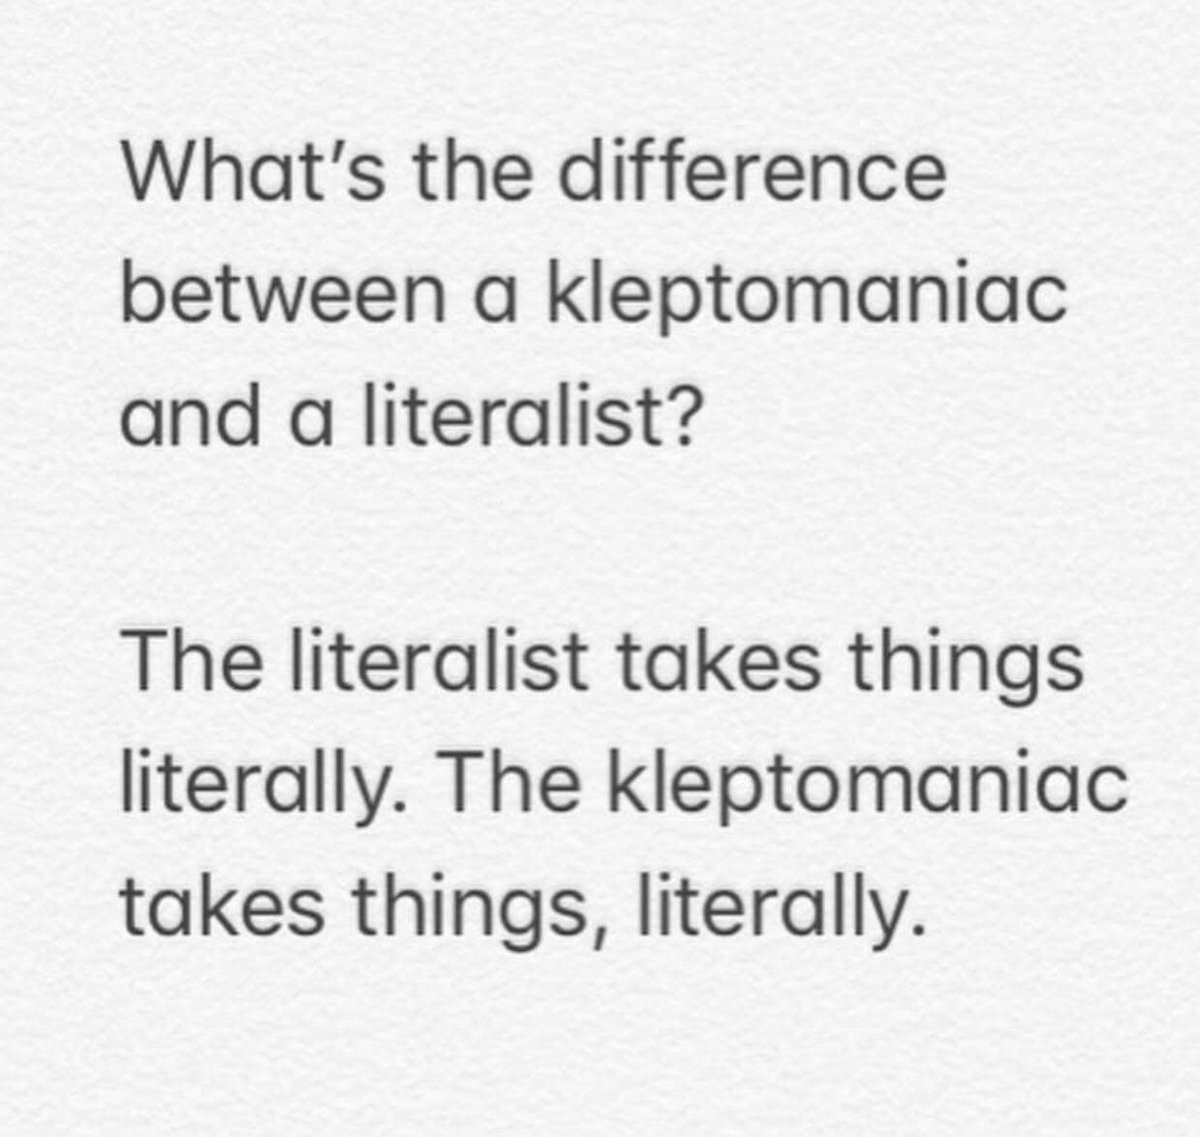 What’s the difference
between a kleptomaniac
and a literalist?
The literalist takes things
literally. The kleptomaniac
takes things, literally.